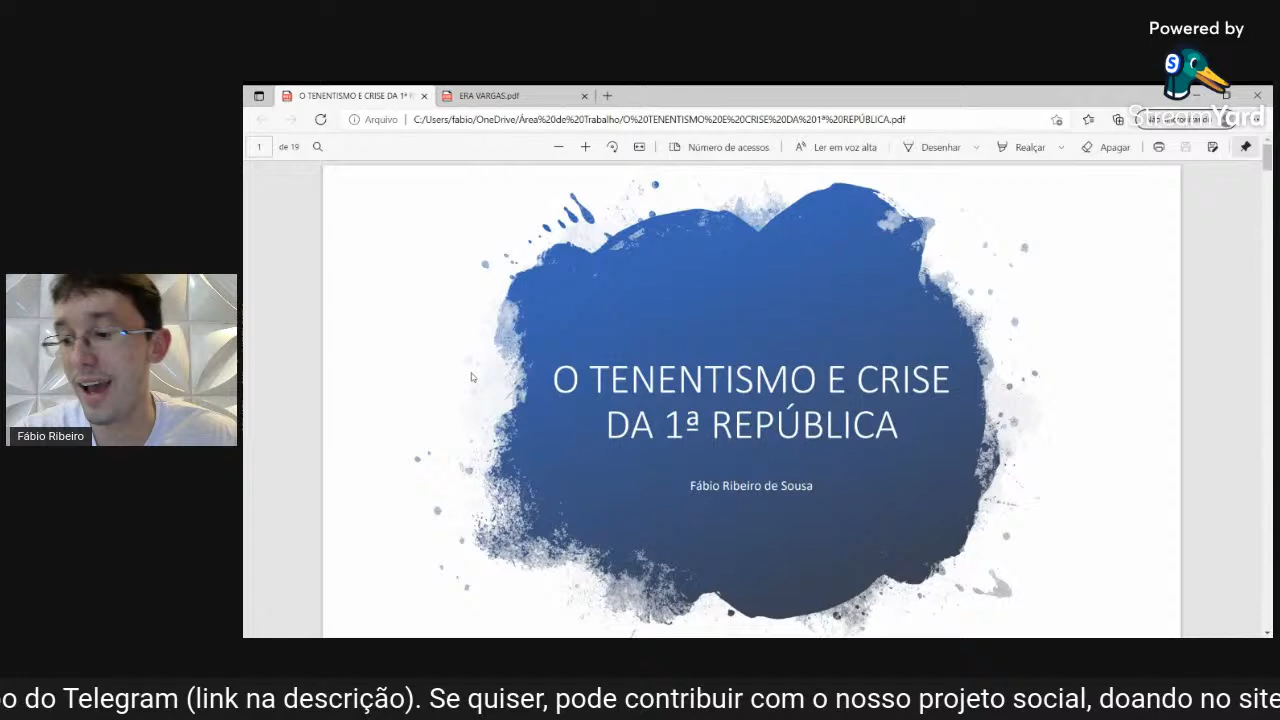 Powered by
S
StreamYard
O TENENTISMO E CRISE DA 1ª R
ERA VARGAS.pdf
Arquivo
C:/Users/fabio/OneDrive/Área%20de%20Trabalho/O%20TENENTISMO%20E%20CRISE%20DA%201ª%20REPÚBLICA.pdf
1 de 19
Número de acessos
Ler em voz alta
Desenhar
Realçar
Apagar
O TENENTISMO E CRISE
DA 1ª REPÚBLICA
Fábio Ribeiro de Sousa
Fábio Ribeiro
po do Telegram (link na descrição). Se quiser, pode contribuir com o nosso projeto social, doando no site